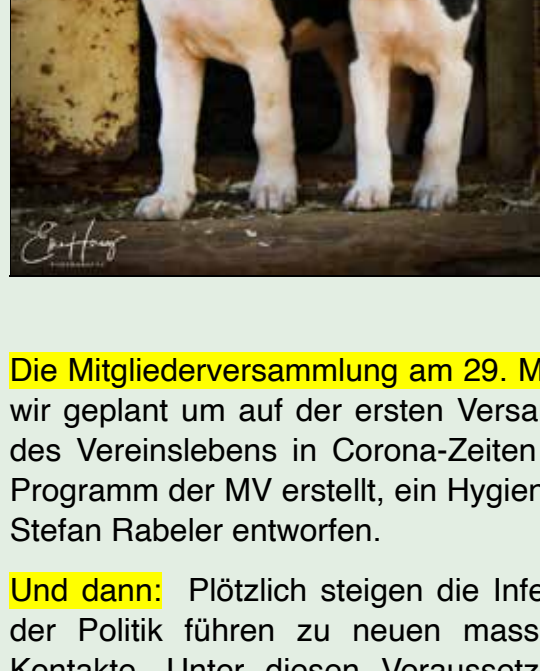 Die Mitgliederversammlung am 29. M
wir geplant um auf der ersten Versa
des Vereinslebens in Corona-Zeiten
Programm der MV erstellt, ein Hygien
Stefan Rabeler entworfen.
Und dann: Plötzlich steigen die Infe
der Politik führen zu neuen mass
Kontakte. Unter diesen Voraussetz